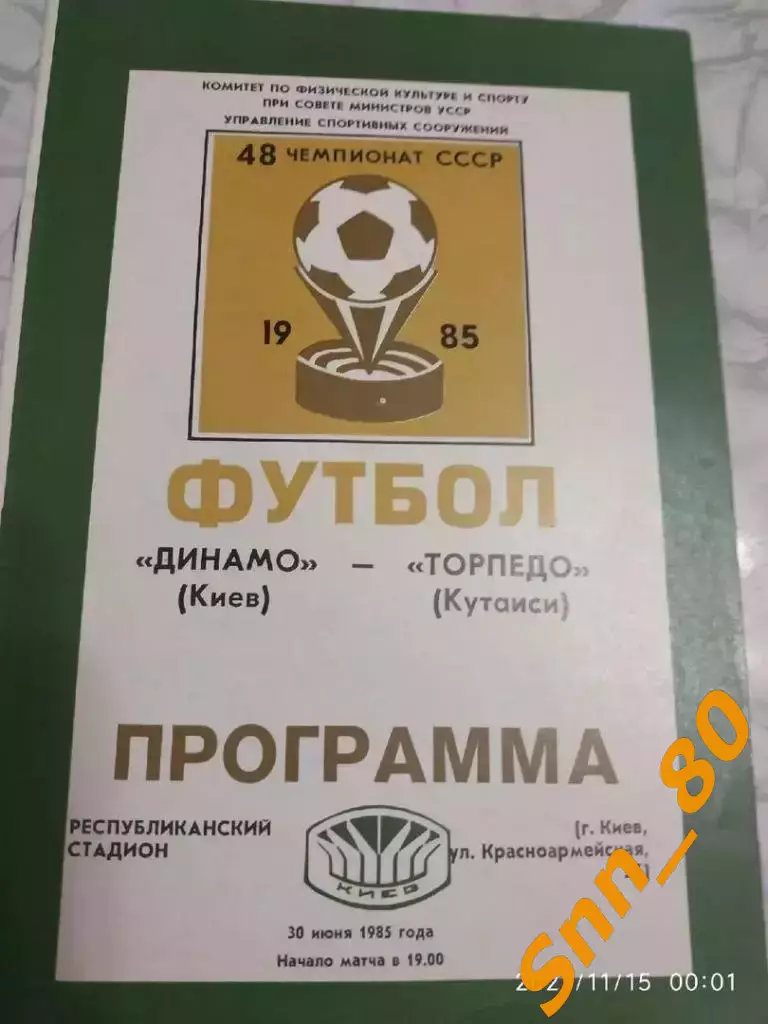 КОМИТЕТ ПО ФИЗИЧЕСКОЙ КУЛЬТУРЕ И СПОРТУ
ПРИ СОВЕТЕ МИНИСТРОВ УССР
УПРАВЛЕНИЕ СПОРТИВНЫХ СООРУЖЕНИЙ
48 ЧЕМПИОНАТ СССР
19 85
ФУТБОЛ
«ДИНАМО» — «ТОРПЕДО»
(Киев) (Кутаиси)
ПРОГРАММА
РЕСПУБЛИКАНСКИЙ
СТАДИОН
(г. Киев,
ул. Красноармейская,
КИЕВ
30 июня 1985 года
Начало матча в 19.00
Snn_80
/11/15 00:01